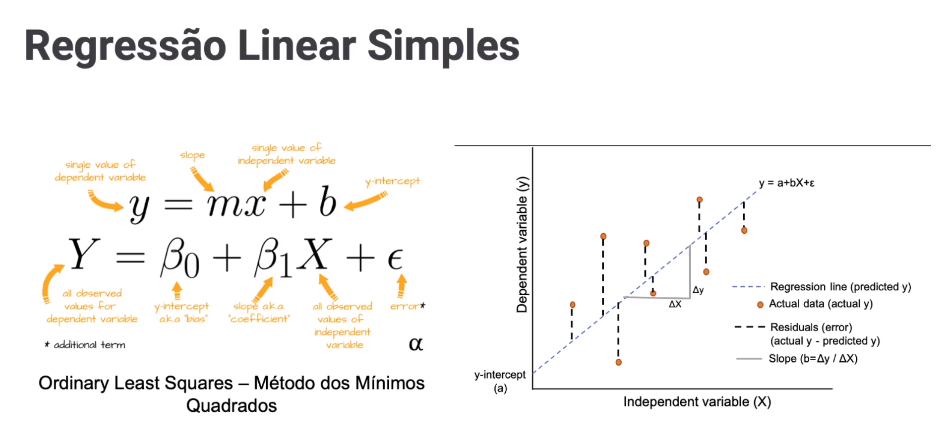 Regressão Linear Simples
single value of
dependent variable
slope
single value of
independent variable
y-intercept
y = mx + b
Y = β0 + β1X + ϵ
all observed
values for
dependent variable
y-intercept
a.k.a "bias"
slope a.k.a.
"coefficient"
all observed
values of
independent
variable
error*
* additional term
α
Ordinary Least Squares – Método dos Mínimos
Quadrados
Dependent variable (y)
y = a+bX+ε
Δy
ΔX
y-intercept
(a)
Independent variable (X)
Regression line (predicted y)
Actual data (actual y)
Residuals (error)
(actual y - predicted y)
Slope (b=Δy / ΔX)